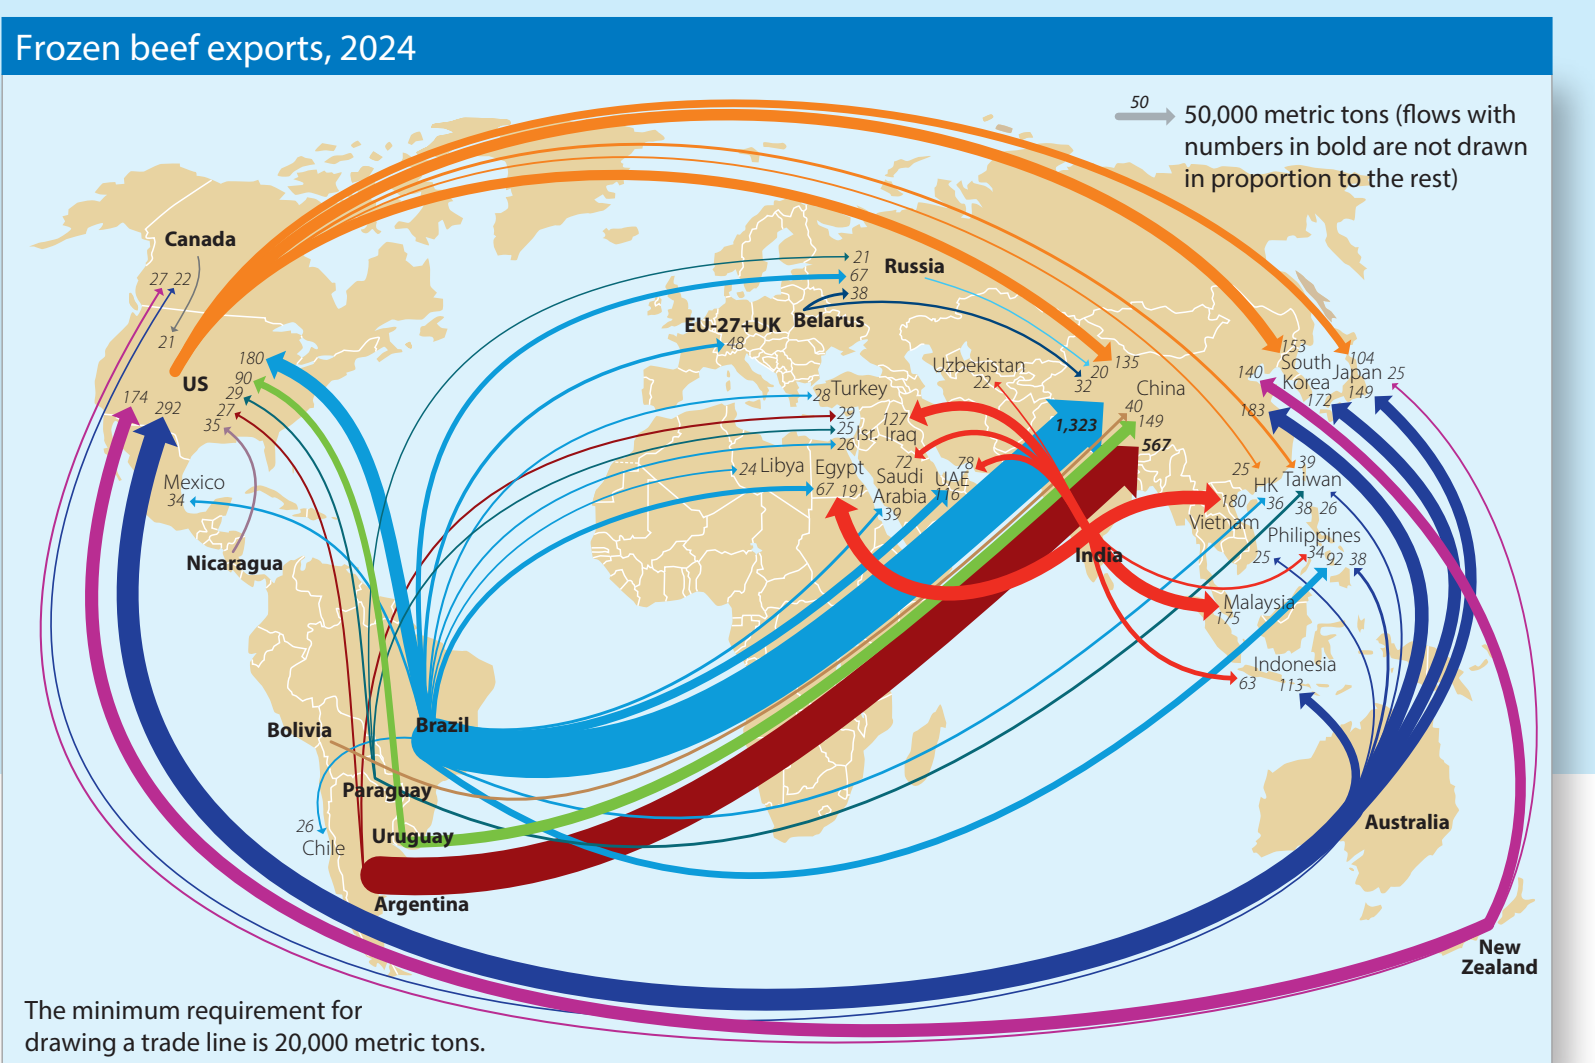 Frozen beef exports, 2024
50
50,000 metric tons (flows with
numbers in bold are not drawn
in proportion to the rest)
Canada
27 22
21
US
180
90
29
27
35
174
292
Mexico
34
Nicaragua
21
67
38
Russia
Belarus
EU-27+UK
48
Uzbekistan
22
20
32
135
China
40
149
1,323
567
Turkey
28
29
25
26
Isr. Iraq
127
24 Libya
Egypt
67 191
72
Saudi
Arabia
39
78
UAE
116
153
South
Korea
140
183
104
Japan
172
149
25
39
Taiwan
25
HK
36
38 26
180
Vietnam
Philippines
25
34
92
38
India
Malaysia
175
Indonesia
63
113
Brazil
Bolivia
Paraguay
Uruguay
26
Chile
Argentina
Australia
New
Zealand
The minimum requirement for
drawing a trade line is 20,000 metric tons.